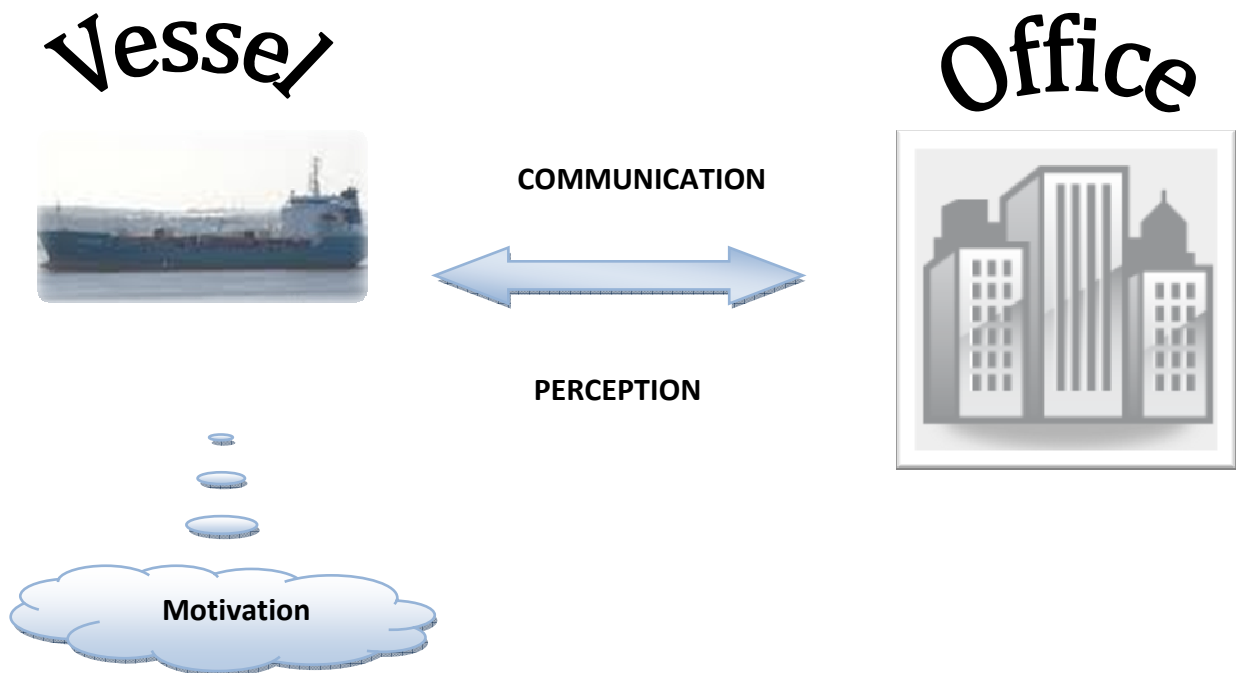 Vessel
Office
COMMUNICATION
PERCEPTION
Motivation